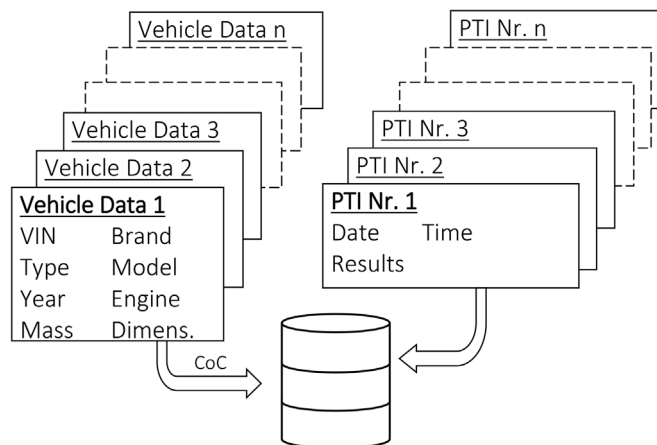 Vehicle Data n
Vehicle Data 3
Vehicle Data 2
Vehicle Data 1
VIN Brand
Type Model
Year Engine
Mass Dimens.
PTI Nr. n
PTI Nr. 3
PTI Nr. 2
PTI Nr. 1
Date Time
Results
CoC